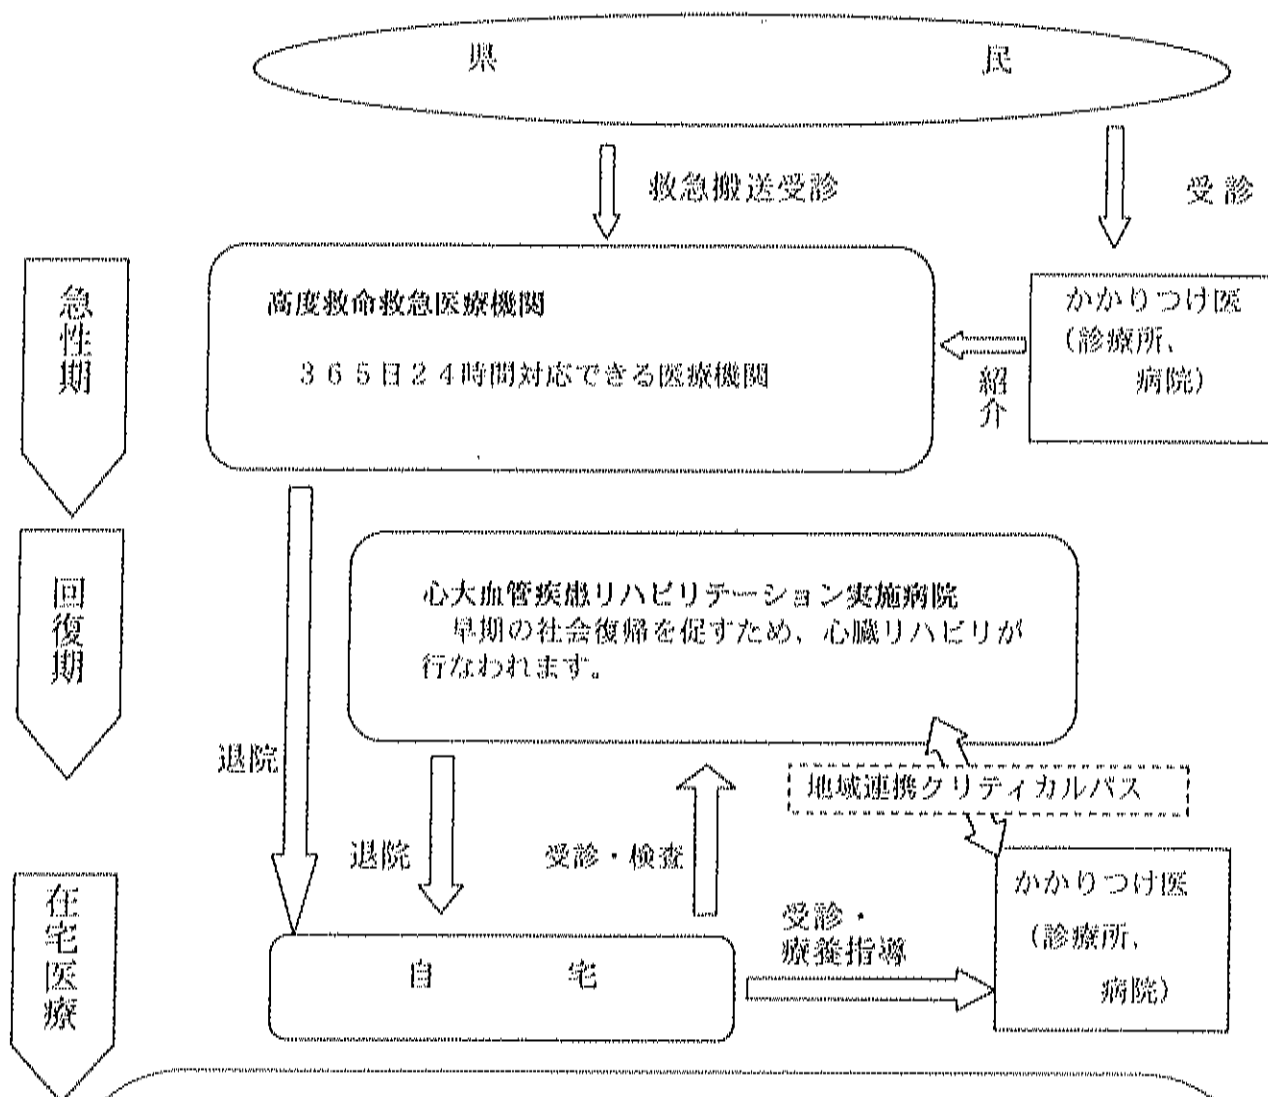 県　民
救急搬送受診
受診
急性期
高度救命救急医療機関
３６５日２４時間対応できる医療機関
かかりつけ医
（診療所、
病院）
紹介
回復期
心大血管疾患リハビリテーション実施病院
早期の社会復帰を促すため、心臓リハビリが
行なわれます。
退院
地域連携クリティカルパス
退院
受診・検査
在宅医療
自　宅
受診・
療養指導
かかりつけ医
（診療所、
病院）